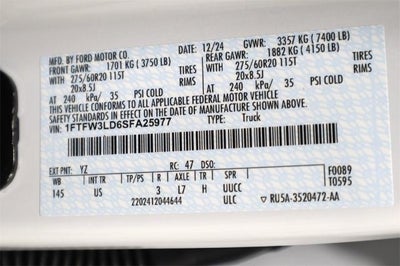 MFD. BY FORD MOTOR CO.
DATE: 12/24 GVWR: 3357 KG (7400 LB)
FRONT GAWR: 1701 KG (3750 LB) REAR GAWR: 1882 KG (4150 LB)
275/60R20 115T TIRES 275/60R20 115T TIRES
20x8.5J RIMS 20x8.5J RIMS
AT 240 kPa/ 35 PSI COLD AT 240 kPa/ 35 PSI COLD
THIS VEHICLE CONFORMS TO ALL APPLICABLE FEDERAL MOTOR VEHICLE
SAFETY STANDARDS IN EFFECT ON THE DATE OF MANUFACTURE SHOWN ABOVE.
VIN: 1FTFW3LD6SFA25977 TYPE: Truck
EXT PNT: YZ RC: 47 DSO: F0089
WB INT TR TP/PS R AXLE TR SPR T0595
145 US 3 L7 H UUCC
2202412044644 ULC RU5A-3520472-AA